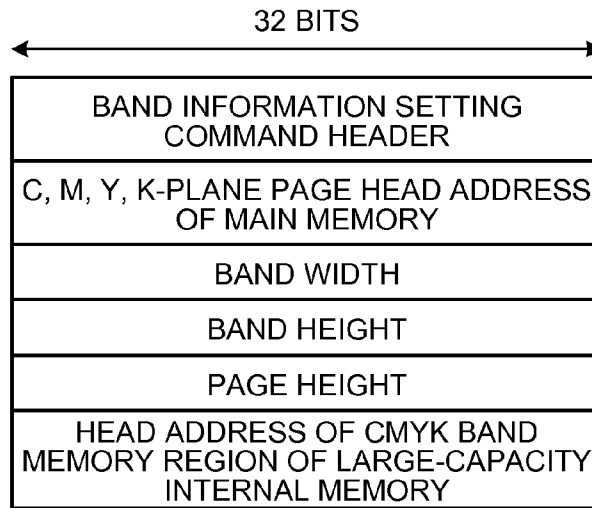 32 BITS
BAND INFORMATION SETTING
COMMAND HEADER
C, M, Y, K-PLANE PAGE HEAD ADDRESS
OF MAIN MEMORY
BAND WIDTH
BAND HEIGHT
PAGE HEIGHT
HEAD ADDRESS OF CMYK BAND
MEMORY REGION OF LARGE-CAPACITY
INTERNAL MEMORY